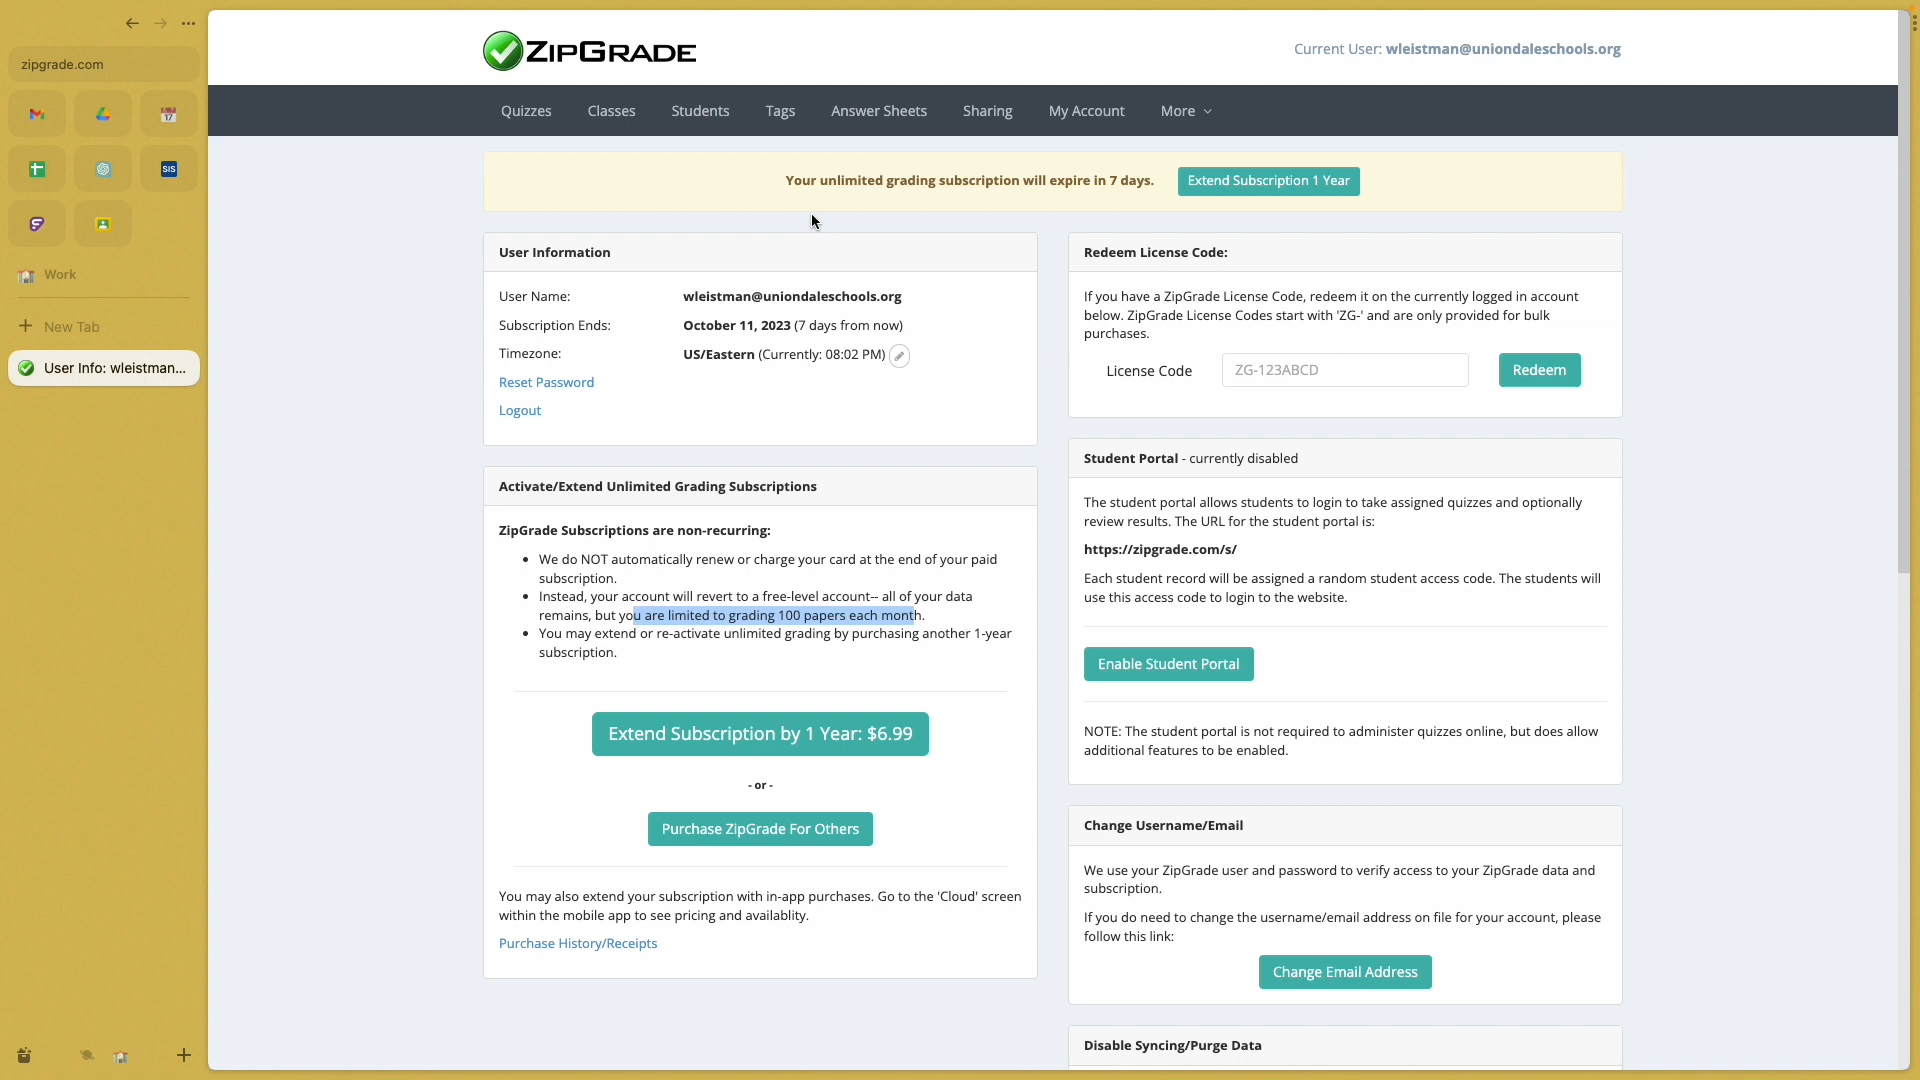 zipgrade.com
SIS
Work
New Tab
User Info: wleistman...
ZIPGRADE
Current User: wleistman@uniondaleschools.org
Quizzes Classes Students Tags Answer Sheets Sharing My Account More
Your unlimited grading subscription will expire in 7 days. Extend Subscription 1 Year
User Information
User Name: wleistman@uniondaleschools.org
Subscription Ends: October 11, 2023 (7 days from now)
Timezone: US/Eastern (Currently: 08:02 PM)
Reset Password
Logout
Activate/Extend Unlimited Grading Subscriptions
ZipGrade Subscriptions are non-recurring:
• We do NOT automatically renew or charge your card at the end of your paid
subscription.
• Instead, your account will revert to a free-level account-- all of your data
remains, but you are limited to grading 100 papers each month.
• You may extend or re-activate unlimited grading by purchasing another 1-year
subscription.
Extend Subscription by 1 Year: $6.99
- or -
Purchase ZipGrade For Others
You may also extend your subscription with in-app purchases. Go to the 'Cloud' screen
within the mobile app to see pricing and availablity.
Purchase History/Receipts
Redeem License Code:
If you have a ZipGrade License Code, redeem it on the currently logged in account
below. ZipGrade License Codes start with 'ZG-' and are only provided for bulk
purchases.
License Code ZG-123ABCD Redeem
Student Portal - currently disabled
The student portal allows students to login to take assigned quizzes and optionally
review results. The URL for the student portal is:
https://zipgrade.com/s/
Each student record will be assigned a random student access code. The students will
use this access code to login to the website.
Enable Student Portal
NOTE: The student portal is not required to administer quizzes online, but does allow
additional features to be enabled.
Change Username/Email
We use your ZipGrade user and password to verify access to your ZipGrade data and
subscription.
If you do need to change the username/email address on file for your account, please
follow this link:
Change Email Address
Disable Syncing/Purge Data